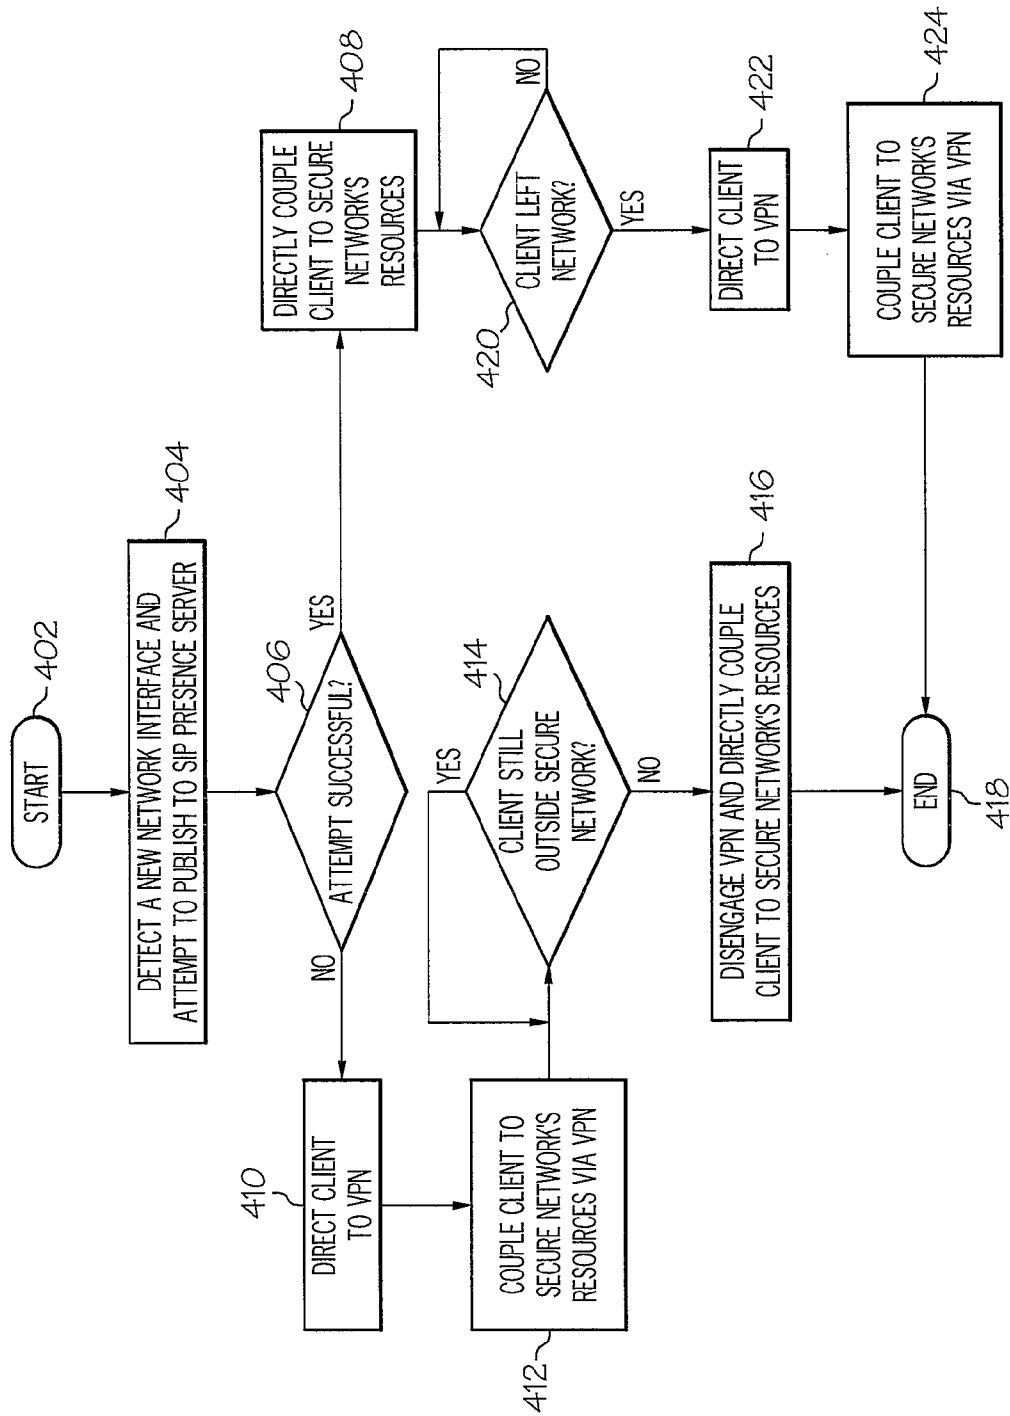 START
402
DETECT A NEW NETWORK INTERFACE AND
ATTEMPT TO PUBLISH TO SIP PRESENCE SERVER
404
406
ATTEMPT SUCCESSFUL?
YES
NO
DIRECTLY COUPLE
CLIENT TO SECURE
NETWORK'S
RESOURCES
408
410
DIRECT CLIENT
TO VPN
COUPLE CLIENT TO
SECURE NETWORK'S
RESOURCES VIA VPN
412
414
CLIENT STILL
OUTSIDE SECURE
NETWORK?
YES
NO
DISENGAGE VPN AND DIRECTLY COUPLE
CLIENT TO SECURE NETWORK'S RESOURCES
416
420
CLIENT LEFT
NETWORK?
NO
YES
DIRECT CLIENT
TO VPN
422
COUPLE CLIENT TO
SECURE NETWORK'S
RESOURCES VIA VPN
424
END
418